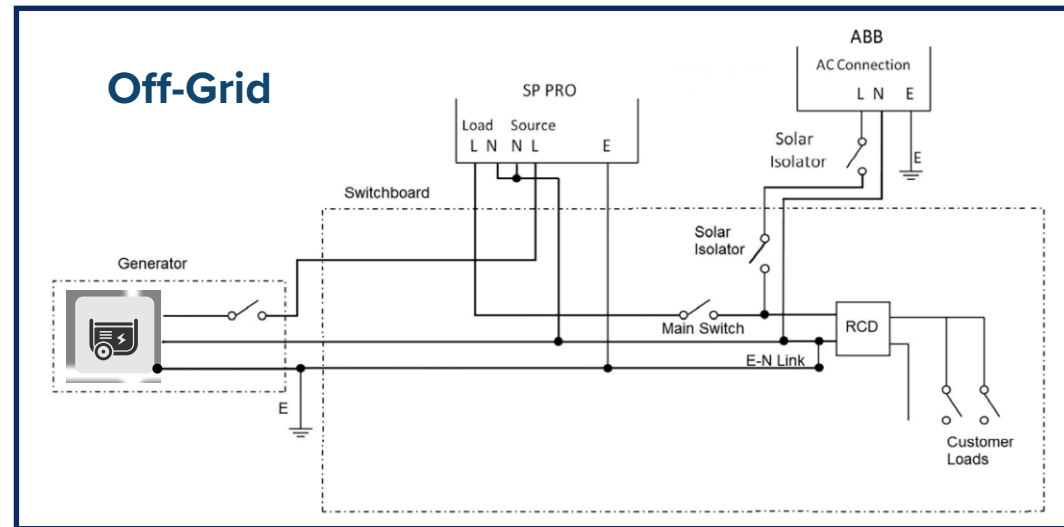 Off-Grid
ABB
AC Connection
L N E
SP PRO
Load Source
L N N L E
Solar
Isolator
E
Switchboard
Solar
Isolator
Generator
Main Switch
RCD
E-N Link
E
Customer
Loads